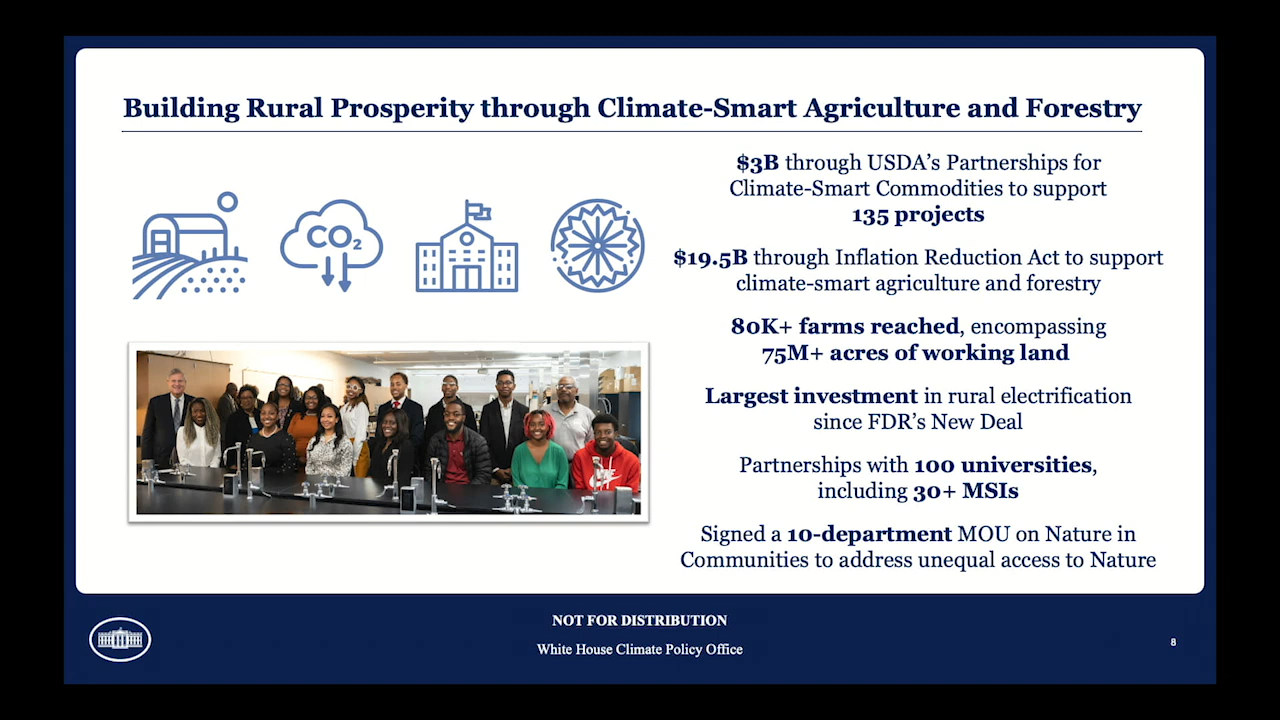 Building Rural Prosperity through Climate-Smart Agriculture and Forestry
CO₂
$3B through USDA’s Partnerships for
Climate-Smart Commodities to support
135 projects
$19.5B through Inflation Reduction Act to support
climate-smart agriculture and forestry
80K+ farms reached, encompassing
75M+ acres of working land
Largest investment in rural electrification
since FDR’s New Deal
Partnerships with 100 universities,
including 30+ MSIs
Signed a 10-department MOU on Nature in
Communities to address unequal access to Nature
NOT FOR DISTRIBUTION
White House Climate Policy Office
8